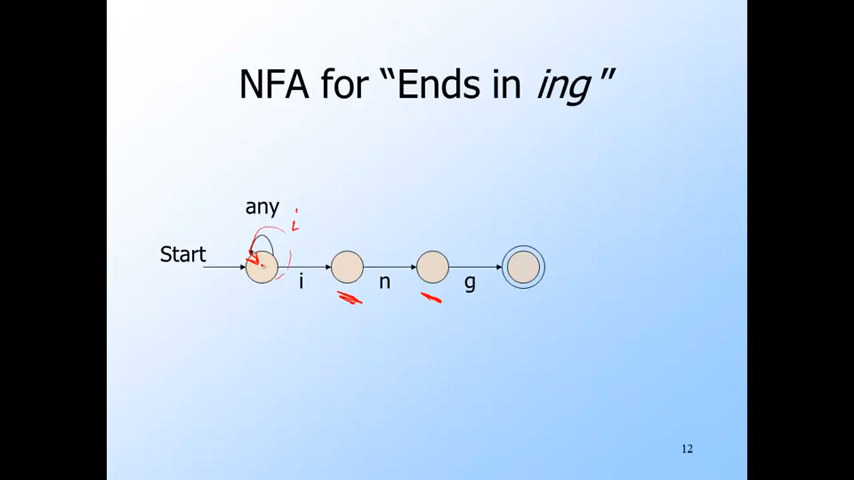 NFA for “Ends in ing ”
any
i
Start
i n g
12